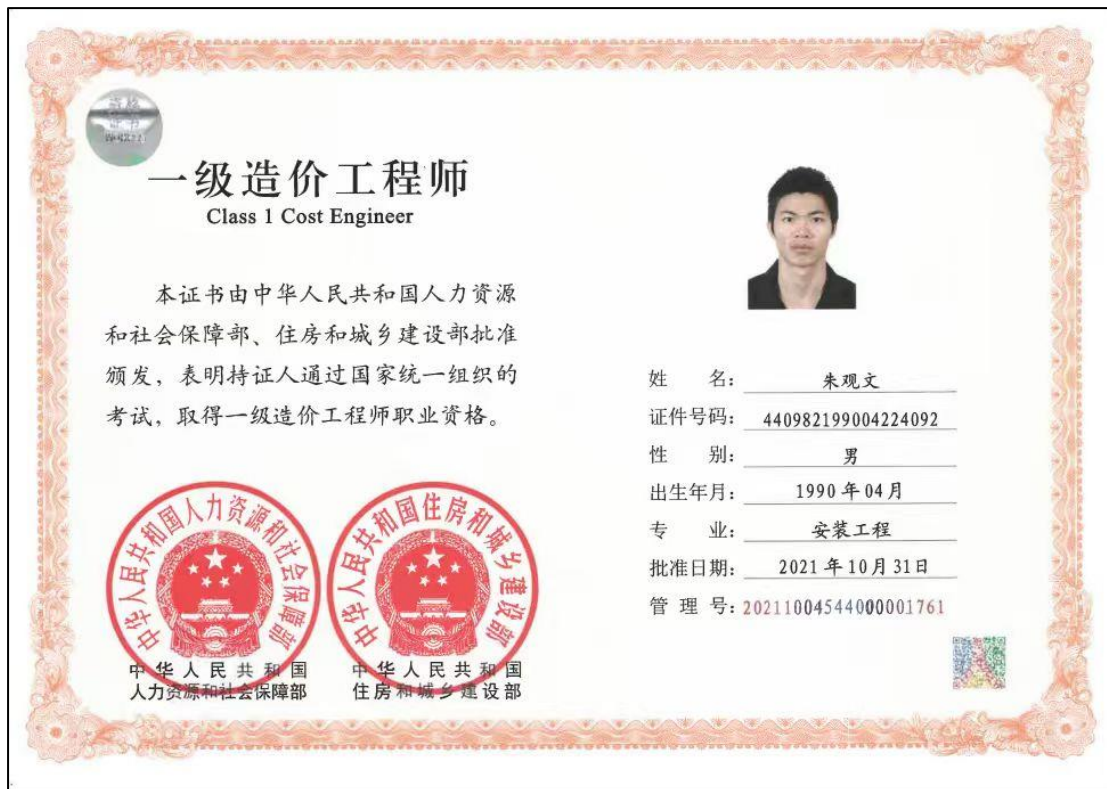 一级造价工程师
Class 1 Cost Engineer
本证书由中华人民共和国人力资源
和社会保障部、住房和城乡建设部批准
颁发，表明持证人通过国家统一组织的
考试，取得一级造价工程师职业资格。
中华人民共和国人力资源和社会保障部
中华人民共和国
人力资源和社会保障部
中华人民共和国住房和城乡建设部
中华人民共和国
住房和城乡建设部
姓 名： 朱观文
证件号码： 440982199004224092
性 别： 男
出生年月： 1990年04月
专 业： 安装工程
批准日期： 2021年10月31日
管 理 号：20211004544000001761